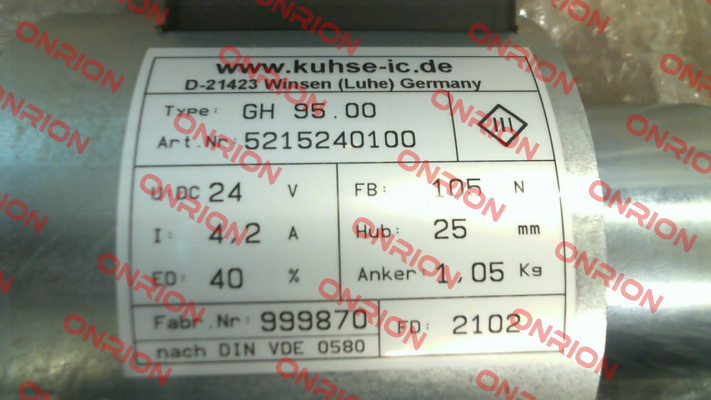 www.kuhse-ic.de
D-21423 Winsen (Luhe) Germany
Type: GH 95.00
Art.Nr: 5215240100
U:DC 24 V
I: 4,2 A
ED: 40 %
FB: 105 N
Hub: 25 mm
Anker: 1,05 Kg
Fabr.Nr: 999870
FD: 2102
nach DIN VDE 0580
ONRION